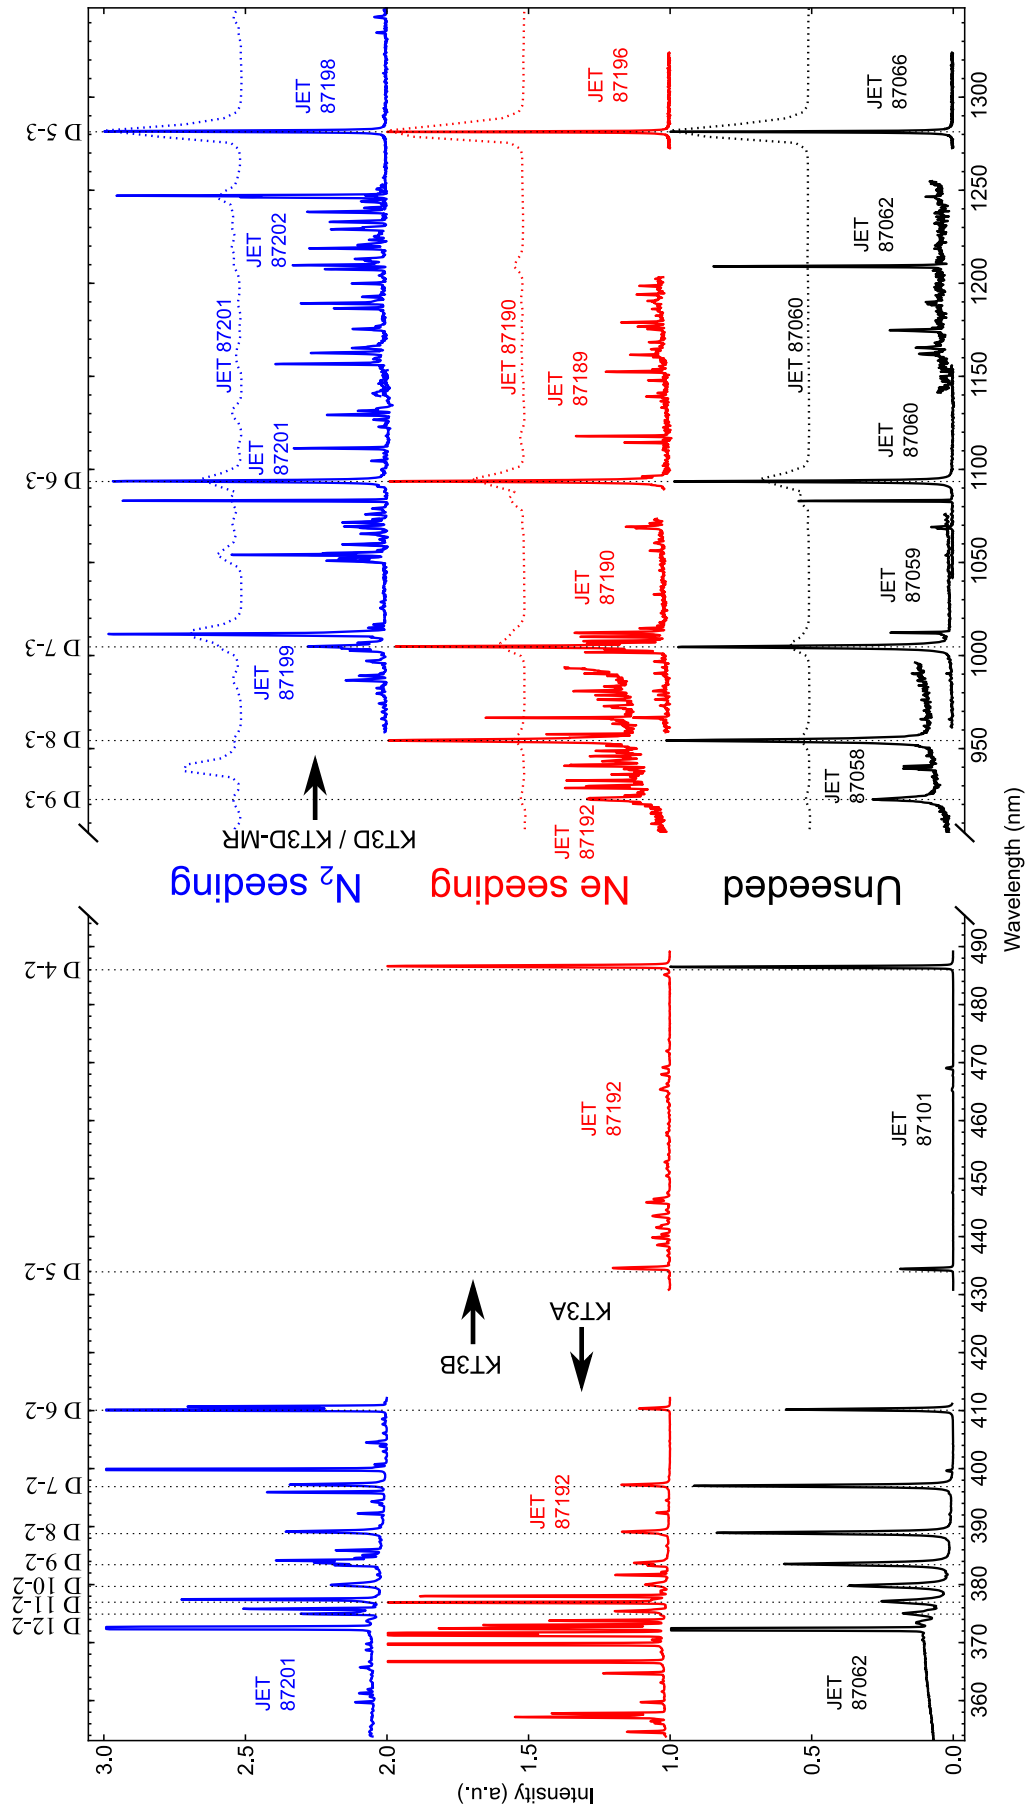 D 12-2
D 11-2
D 10-2
D 9-2
D 8-2
D 7-2
D 6-2
D 5-2
D 4-2
D 9-3
D 8-3
D 7-3
D 6-3
D 5-3
3.0
2.5
2.0
1.5
1.0
0.5
0.0
Intensity (a.u.)
JET
87201
N2 seeding
KT3D / KT3D-MR
JET
87199
JET
87201
JET 87201
JET
87202
JET
87198
KT3B
KT3A
JET
87192
JET
87192
Ne seeding
JET
87192
JET
87190
JET 87190
JET
87189
JET
87196
JET
87062
JET
87101
Unseeded
JET
87058
JET
87059
JET
87060
JET 87060
JET
87062
JET
87066
360
370
380
390
400
410
420
430
440
450
460
470
480
490
950
1000
1050
1100
1150
1200
1250
1300
Wavelength (nm)